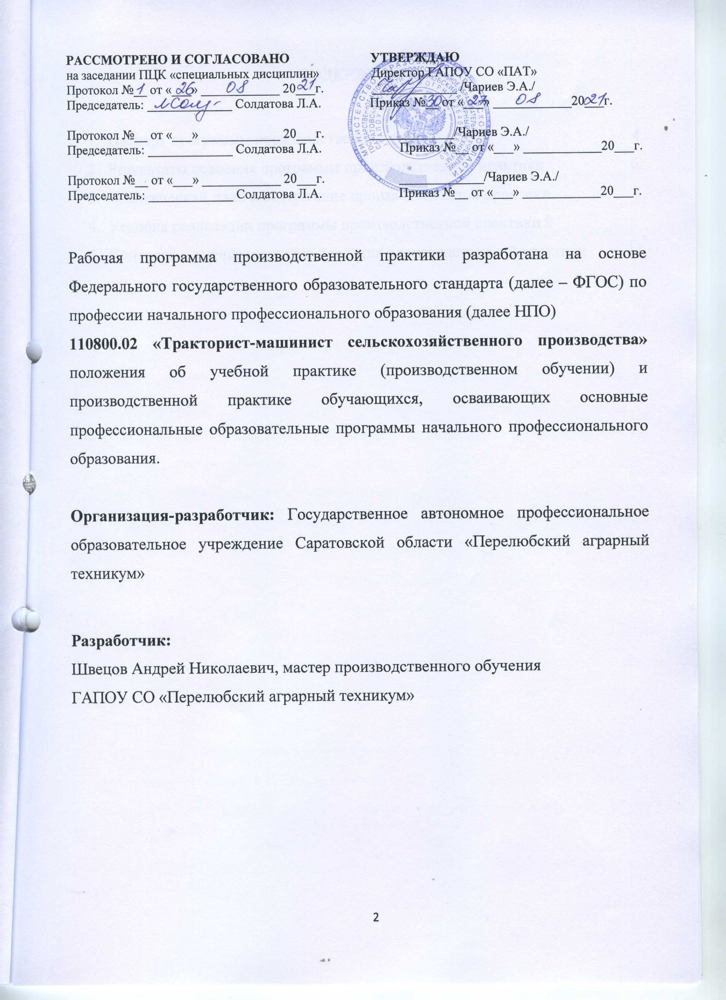 РАССМОТРЕНО И СОГЛАСОВАНО
на заседании ПЦК «специальных дисциплин»
Протокол №1 от «26» 08 2021г.
Председатель: ____________ Солдатова Л.А.
Протокол №__ от «___» ____________ 20___г.
Председатель: _____________ Солдатова Л.А.
Протокол №__ от «___» ____________ 20___г.
Председатель: _____________ Солдатова Л.А.
УТВЕРЖДАЮ
Директор ГАПОУ СО «ПАТ»
____________ /Чариев Э.А./
Приказ №30 от «27» 08 2021г.
/Чариев Э.А./
Приказ №__ от «___» ____________20___г.
_____________/Чариев Э.А./
Приказ №__ от «____» ____________20___г.
Рабочая программа производственной практики разработана на основе
Федерального государственного образовательного стандарта (далее – ФГОС) по
профессии начального профессионального образования (далее НПО)
110800.02 «Тракторист-машинист сельскохозяйственного производства»
положения об учебной практике (производственном обучении) и
производственной практике обучающихся, осваивающих основные
профессиональные образовательные программы начального профессионального
образования.
Организация-разработчик: Государственное автономное профессиональное
образовательное учреждение Саратовской области «Перелюбский аграрный
техникум»
Разработчик:
Швецов Андрей Николаевич, мастер производственного обучения
ГАПОУ СО «Перелюбский аграрный техникум»
2